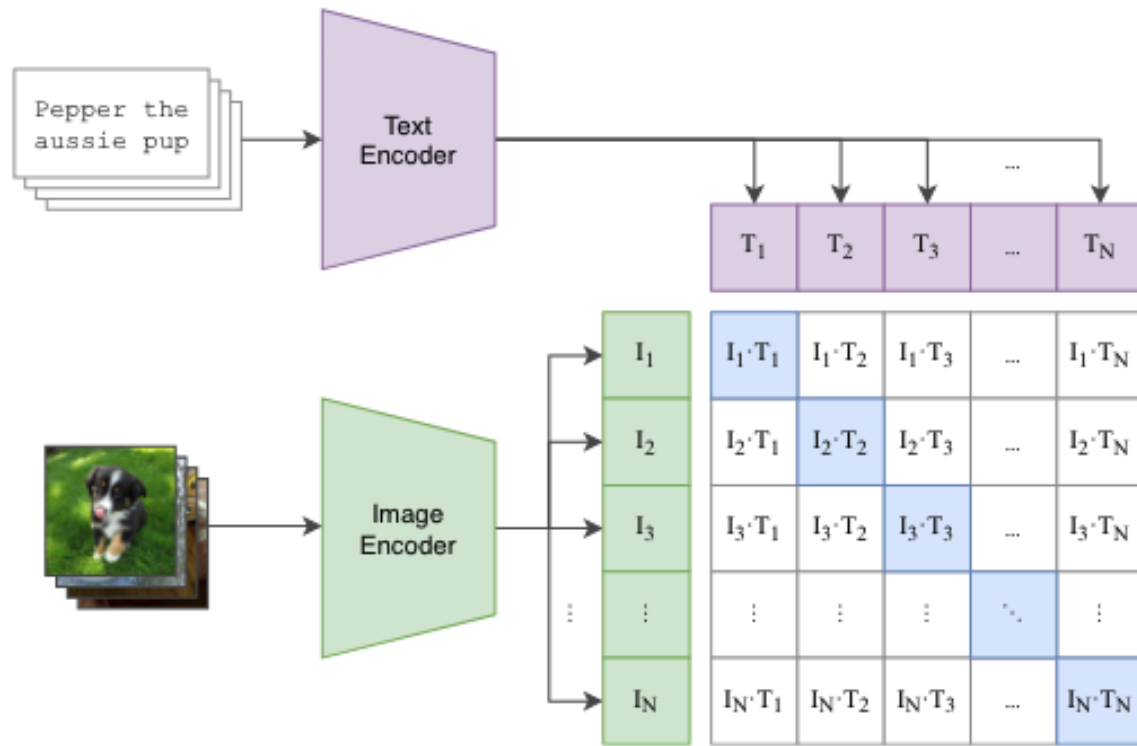 Pepper the
aussie pup
Text
Encoder
...
T1 T2 T3 ... TN
I1 I1·T1 I1·T2 I1·T3 ... I1·TN
I2 I2·T1 I2·T2 I2·T3 ... I2·TN
Image
Encoder
I3 I3·T1 I3·T2 I3·T3 ... I3·TN
⋮ ⋮ ⋮ ⋮ ⋮ ⋱ ⋮
IN IN·T1 IN·T2 IN·T3 ... IN·TN